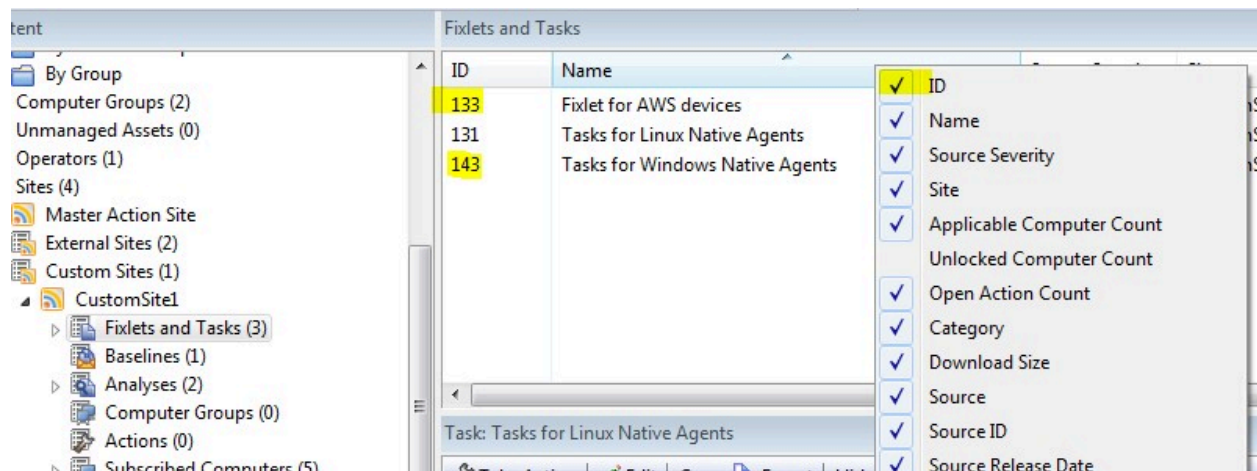 tent
By Group
Computer Groups (2)
Unmanaged Assets (0)
Operators (1)
Sites (4)
Master Action Site
External Sites (2)
Custom Sites (1)
CustomSite1
Fixlets and Tasks (3)
Baselines (1)
Analyses (2)
Computer Groups (0)
Actions (0)
Subscribed Computers (5)
Fixlets and Tasks
ID Name
133 Fixlet for AWS devices
131 Tasks for Linux Native Agents
143 Tasks for Windows Native Agents
Task: Tasks for Linux Native Agents
Edit
ID
Name
Source Severity
Site
Applicable Computer Count
Unlocked Computer Count
Open Action Count
Category
Download Size
Source
Source ID
Source Release Date